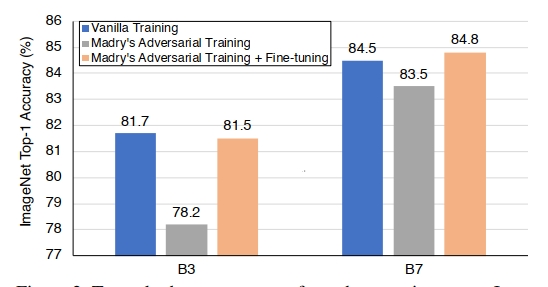 86
85
84
83
82
81
80
79
78
77
ImageNet Top-1 Accuracy (%)
Vanilla Training
Madry's Adversarial Training
Madry's Adversarial Training + Fine-tuning
81.7
78.2
81.5
84.5
83.5
84.8
B3
B7